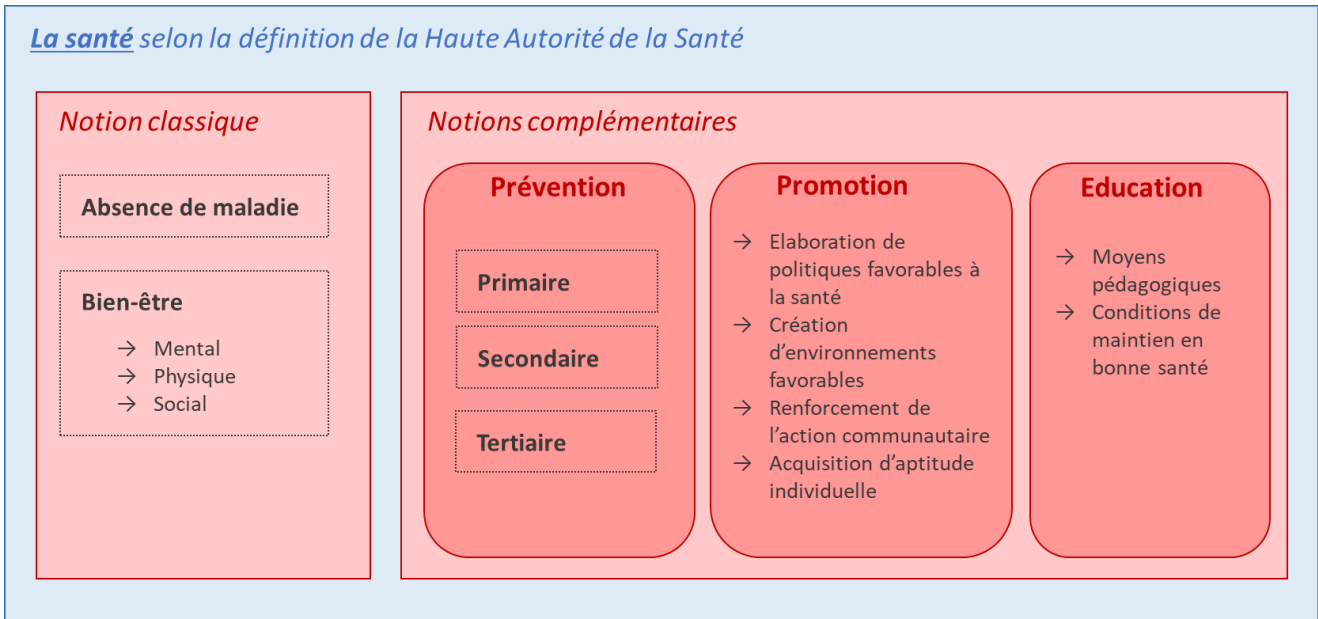 La santé selon la définition de la Haute Autorité de la Santé
Notion classique
Absence de maladie
Bien-être
→ Mental
→ Physique
→ Social
Notions complémentaires
Prévention
Primaire
Secondaire
Tertiaire
Promotion
→ Elaboration de
politiques favorables à
la santé
→ Création
d’environnements
favorables
→ Renforcement de
l’action communautaire
→ Acquisition d’aptitude
individuelle
Education
→ Moyens
pédagogiques
→ Conditions de
maintien en
bonne santé